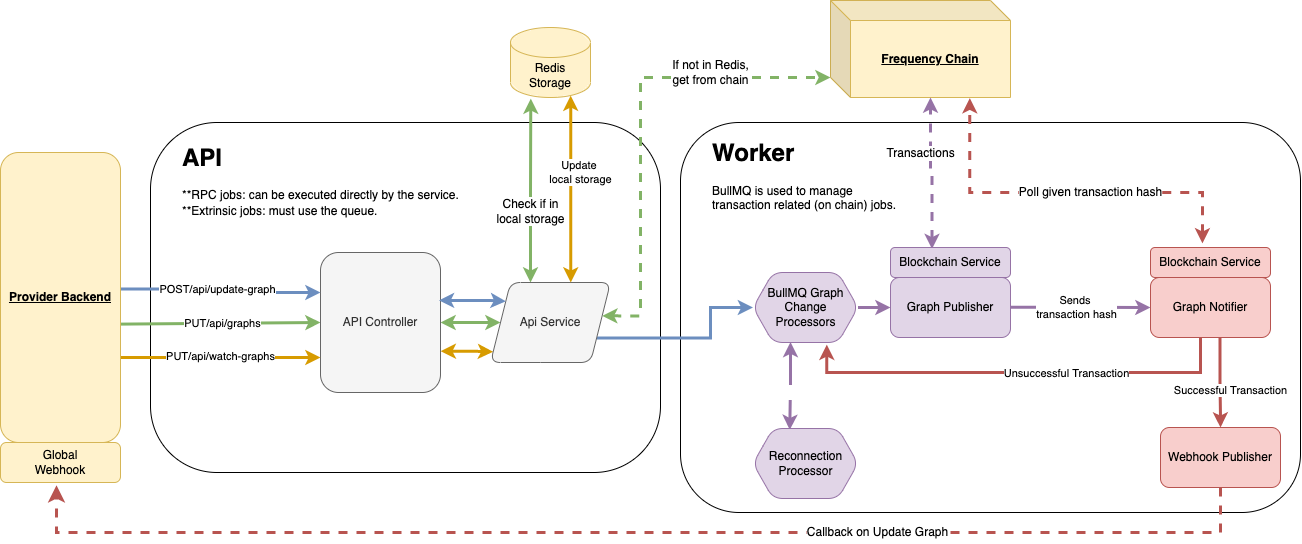 Redis
Storage
If not in Redis,
get from chain
Frequency Chain
API
**RPC jobs: can be executed directly by the service.
**Extrinsic jobs: must use the queue.
Update
local storage
Check if in
local storage
Worker
BullMQ is used to manage
transaction related (on chain) jobs.
Transactions
Poll given transaction hash
Provider Backend
POST/api/update-graph
PUT/api/graphs
PUT/api/watch-graphs
API Controller
Api Service
BullMQ Graph
Change
Processors
Blockchain Service
Graph Publisher
Sends
transaction hash
Blockchain Service
Graph Notifier
Unsuccessful Transaction
Successful Transaction
Reconnection
Processor
Webhook Publisher
Global
Webhook
Callback on Update Graph